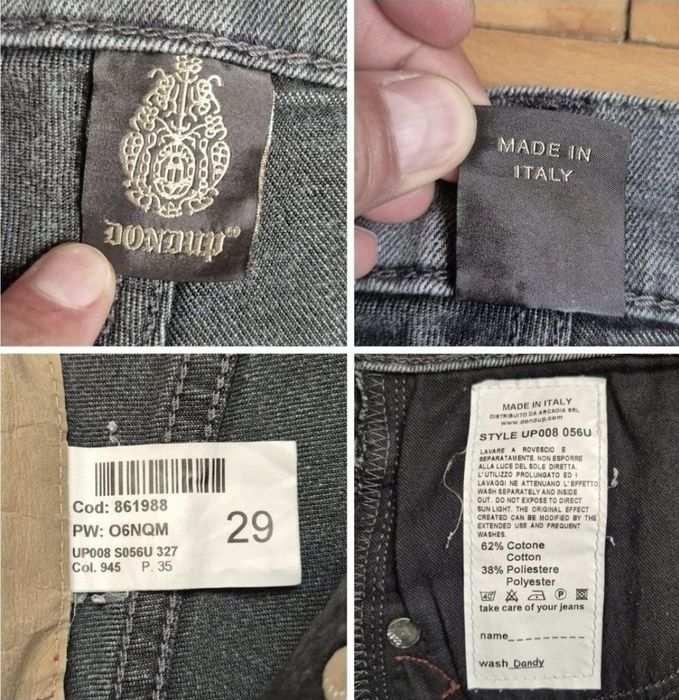 DONDUP
MADE IN
ITALY
Cod: 861988
PW: O6NQM
29
UP008 S056U 327
Col. 945 P. 35
MADE IN ITALY
DISTRIBUITO DA ARCADIA SRL
www.dondup.com
STYLE UP008 056U
LAVARE A ROVESCIO E
SEPARATAMENTE. NON ESPORRE
ALLA LUCE DEL SOLE DIRETTA.
L'UTILIZZO PROLUNGATO ED I
LAVAGGI NE ATTENUANO L'EFFETTO
WASH SEPARATELY AND INSIDE
OUT. DO NOT EXPOSE TO DIRECT
SUN LIGHT. THE ORIGINAL EFFECT
CREATED CAN BE MODIFIED BY THE
EXTENDED USE AND FREQUENT
WASHES.
62% Cotone
Cotton
38% Poliestere
Polyester
40° P
take care of your jeans
name
wash Dandy